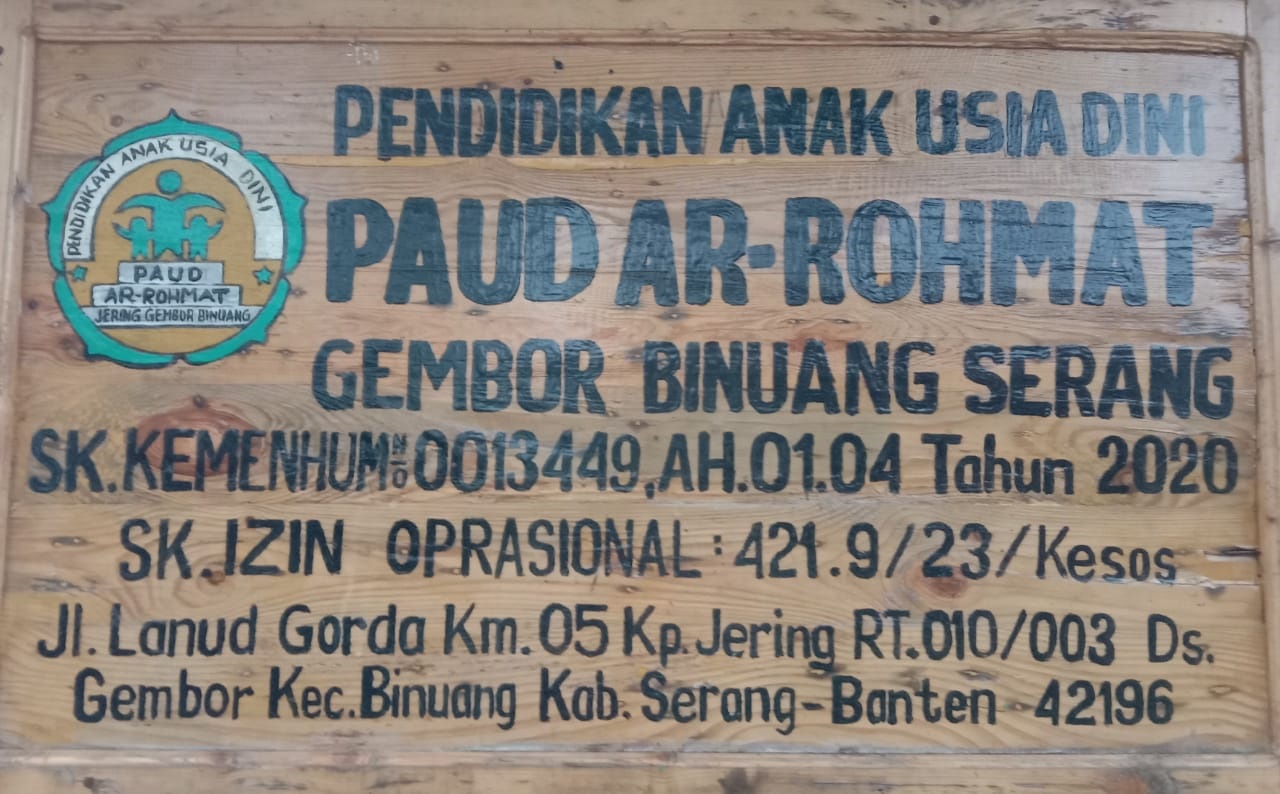 PENDIDIKAN ANAK USIA DINI
PAUD AR-ROHMAT
GEMBOR BINUANG SERANG
SK.KEMENHUM NO 0013449,AH.01.04 Tahun 2020
SK.IZIN OPRASIONAL : 421.9/23/Kesos
Jl. Lanud Gorda Km.05 Kp.Jering RT.010/003 Ds.
Gembor Kec.Binuang Kab.Serang-Banten 42196
PENDIDIKAN ANAK USIA DINI
PAUD
AR-ROHMAT
JERING GEMBOR BINUANG